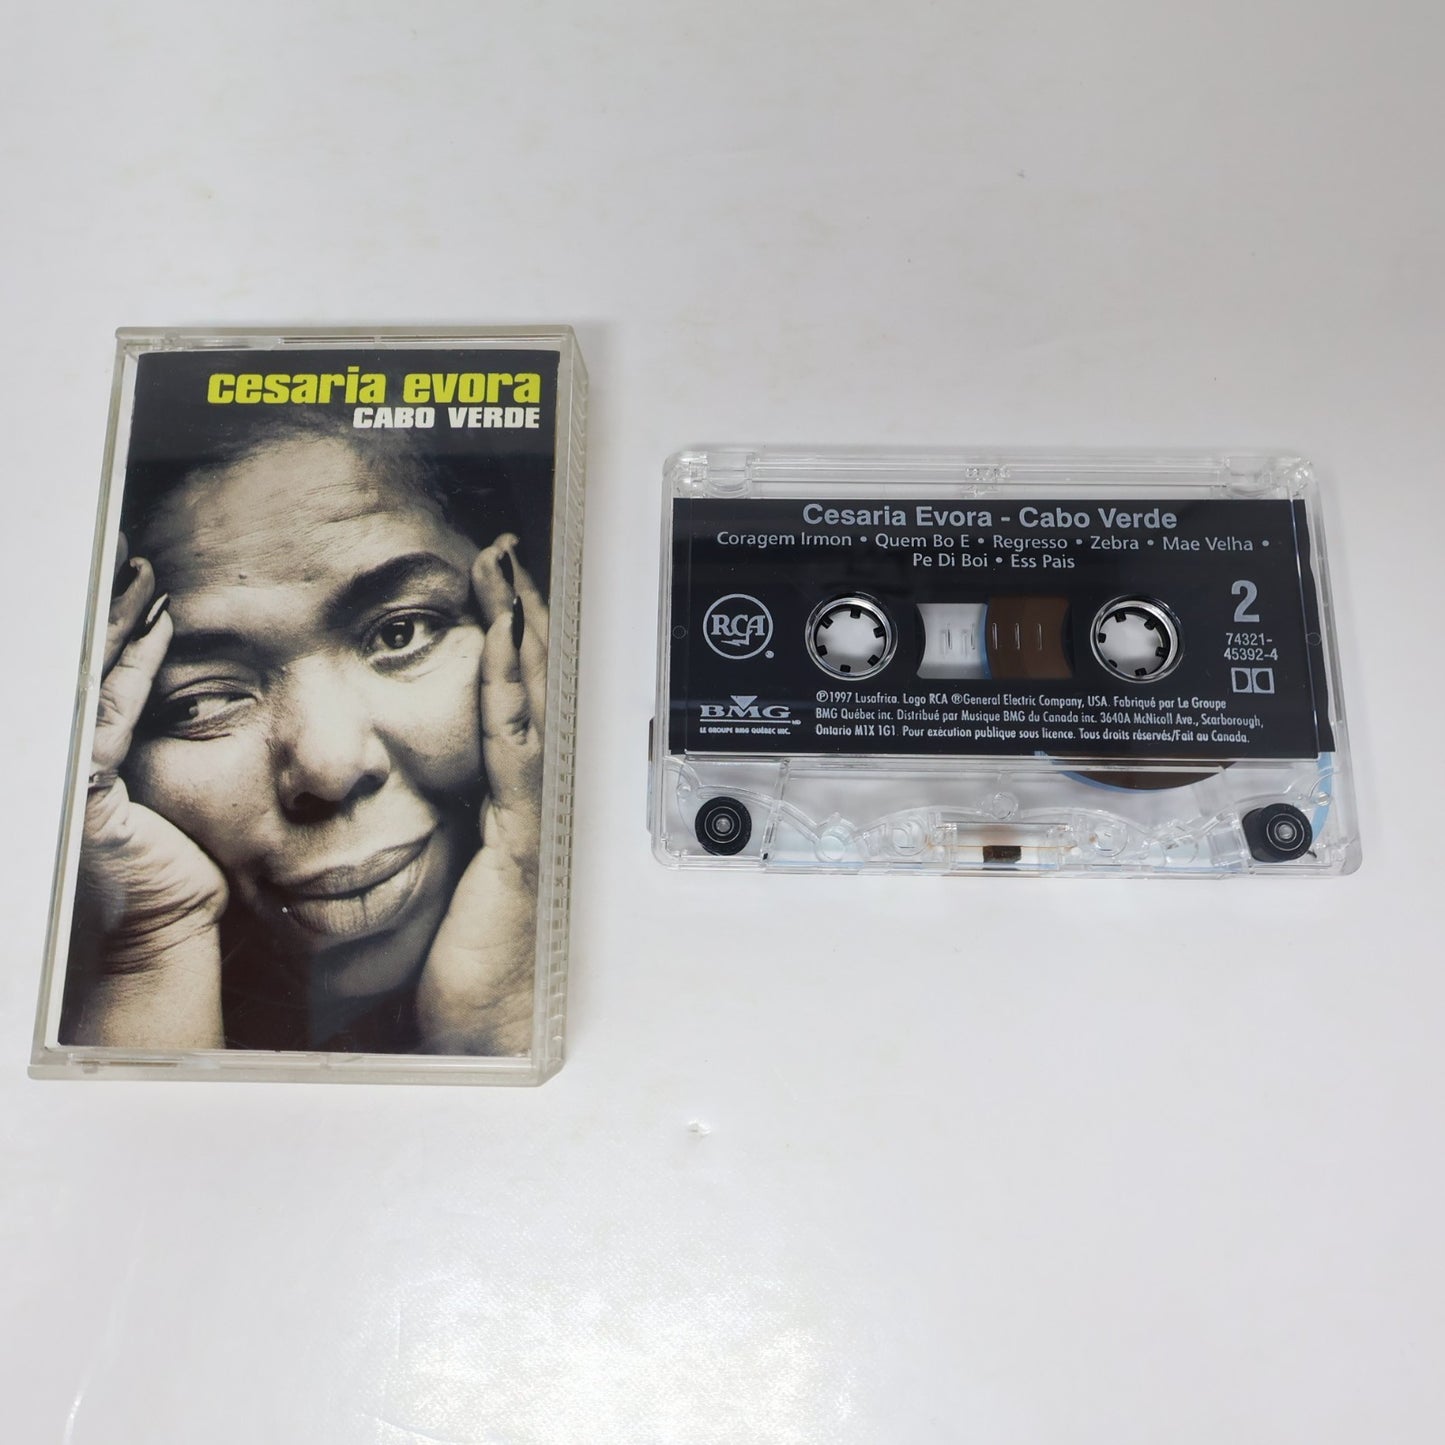 cesaria evora
CABO VERDE
Cesaria Evora - Cabo Verde
Coragem Irmon • Quem Bo E • Regresso • Zebra • Mae Velha •
Pe Di Boi • Ess Pais
RCA
®
2
74321-
45392-4
BMG MD
LE GROUPE BMG QUÉBEC INC.
℗1997 Lusafrica. Logo RCA ®General Electric Company, USA. Fabriqué par Le Groupe
BMG Québec inc. Distribué par Musique BMG du Canada inc. 3640A McNicoll Ave., Scarborough,
Ontario M1X 1G1. Pour exécution publique sous licence. Tous droits réservés/Fait au Canada.